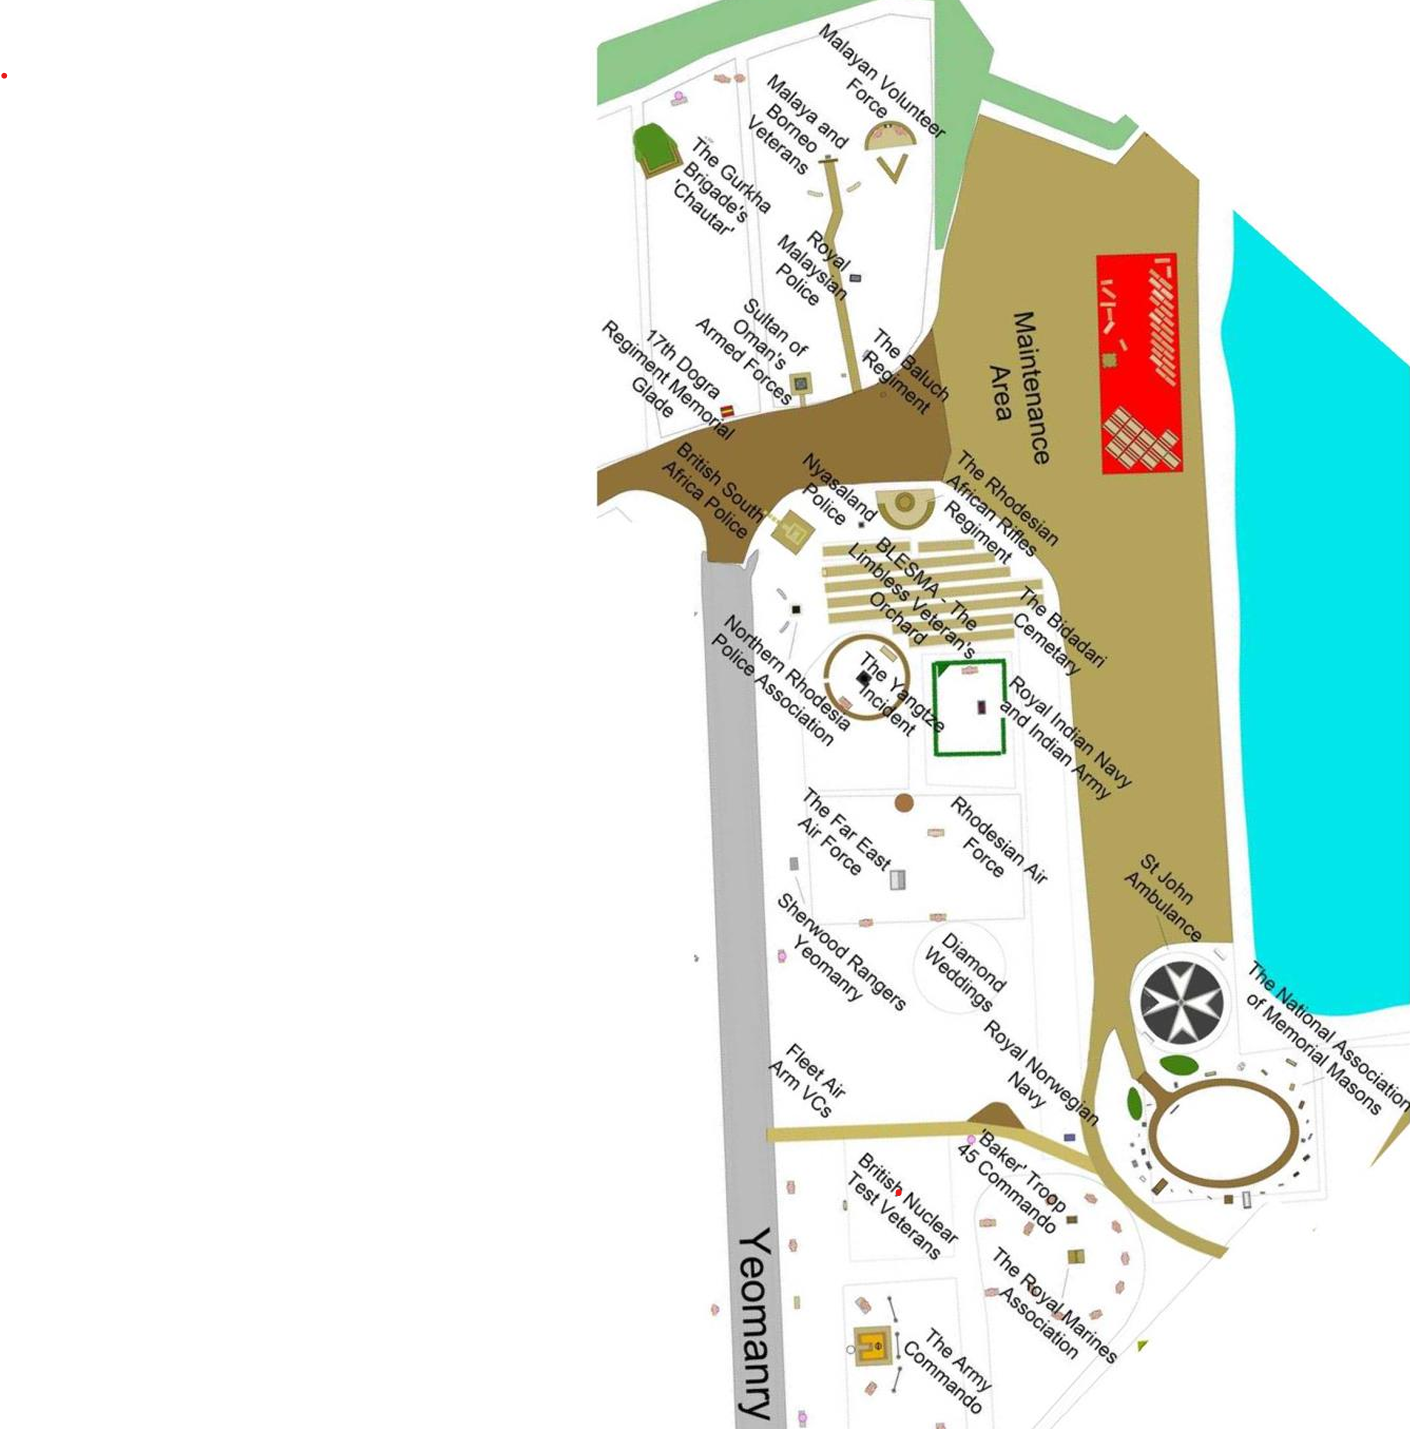 Malayan Volunteer
Force
Malaya and
Borneo
Veterans
The Gurkha
Brigade's
'Chautar'
Royal
Malaysian
Police
Sultan of
Oman's
Armed Forces
17th Dogra
Regiment Memorial
Glade
The Baluch
Regiment
Maintenance
Area
British South
Africa Police
Nyasaland
Police
The Rhodesian
African Rifles
Regiment
BLESMA - The
Limbless Veteran's
Orchard
The Bidadari
Cemetary
Northern Rhodesia
Police Association
The Yangtze
Incident
Royal Indian Navy
and Indian Army
The Far East
Air Force
Rhodesian Air
Force
St John
Ambulance
Sherwood Rangers
Yeomanry
Diamond
Weddings
The National Association
of Memorial Masons
Royal Norwegian
Navy
Fleet Air
Arm VCs
'Baker' Troop
45 Commando
British Nuclear
Test Veterans
The Royal Marines
Association
Yeomanry
The Army
Commando